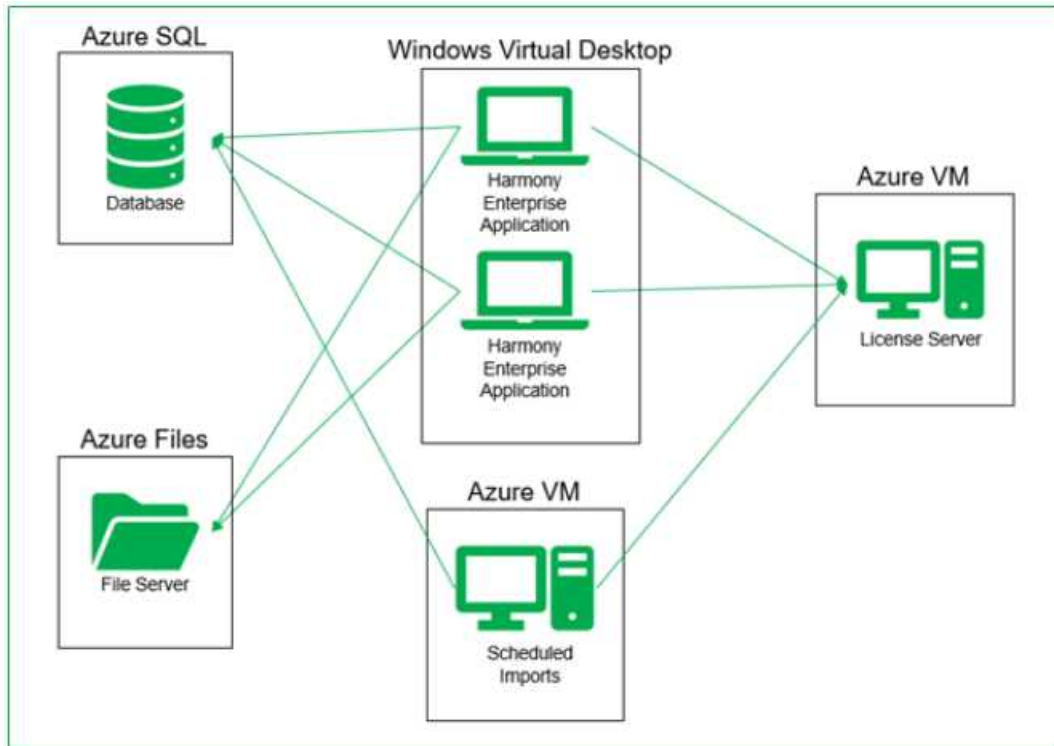 Azure SQL
Database
Windows Virtual Desktop
Harmony
Enterprise
Application
Harmony
Enterprise
Application
Azure VM
License Server
Azure Files
File Server
Azure VM
Scheduled
Imports